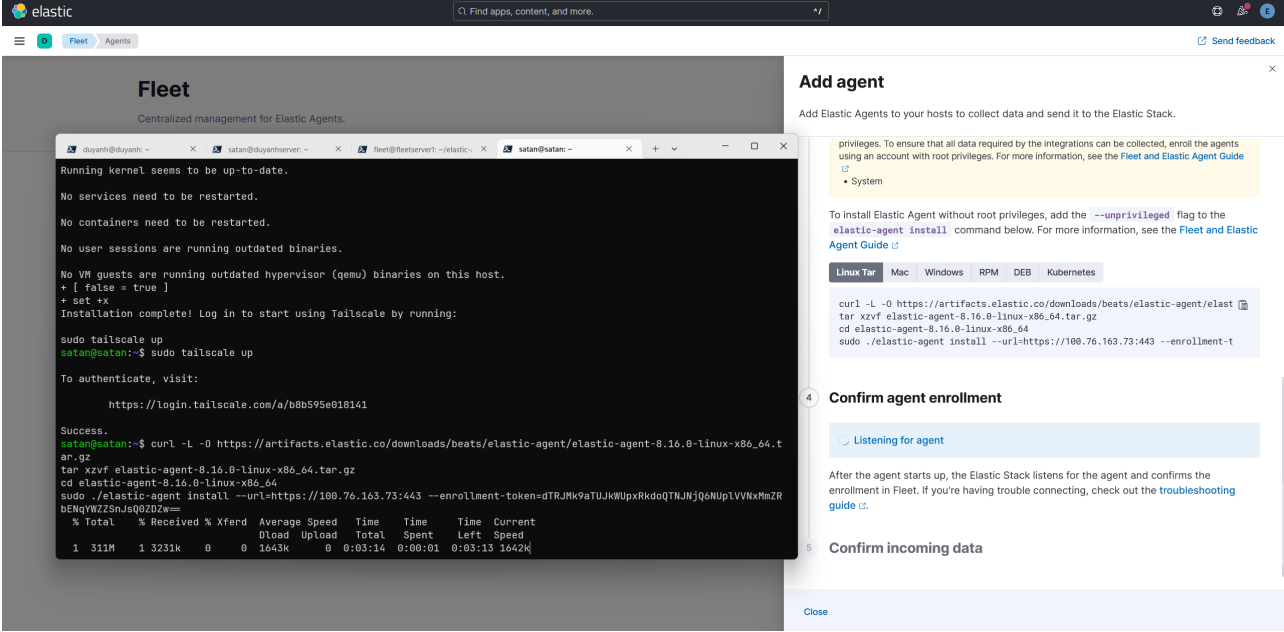 elastic
Find apps, content, and more.
^/
E
D
Fleet
Agents
Send feedback
Fleet
Centralized management for Elastic Agents.
duyanh@duyanh: ~
satan@duyanhserver: ~
fleet@fleetserver1: ~/elastic-
satan@satan: ~
Running kernel seems to be up-to-date.
No services need to be restarted.
No containers need to be restarted.
No user sessions are running outdated binaries.
No VM guests are running outdated hypervisor (qemu) binaries on this host.
+ [ false = true ]
+ set +x
Installation complete! Log in to start using Tailscale by running:
sudo tailscale up
satan@satan:~$ sudo tailscale up
To authenticate, visit:
https://login.tailscale.com/a/b8b595e018141
Success.
satan@satan:~$ curl -L -O https://artifacts.elastic.co/downloads/beats/elastic-agent/elastic-agent-8.16.0-linux-x86_64.t
ar.gz
tar xzvf elastic-agent-8.16.0-linux-x86_64.tar.gz
cd elastic-agent-8.16.0-linux-x86_64
sudo ./elastic-agent install --url=https://100.76.163.73:443 --enrollment-token=dTRJMk9aTUJkWUpxRkdoQTNJNjQ6NUplVVNxMmZR
bENqYWZZSnJsQ0ZDZw==
% Total % Received % Xferd Average Speed Time Time Time Current
Dload Upload Total Spent Left Speed
1 311M 1 3231k 0 0 1643k 0 0:03:14 0:00:01 0:03:13 1642k
Add agent
Add Elastic Agents to your hosts to collect data and send it to the Elastic Stack.
privileges. To ensure that all data required by the integrations can be collected, enroll the agents
using an account with root privileges. For more information, see the Fleet and Elastic Agent Guide
• System
To install Elastic Agent without root privileges, add the --unprivileged flag to the
elastic-agent install command below. For more information, see the Fleet and Elastic
Agent Guide
Linux Tar
Mac
Windows
RPM
DEB
Kubernetes
curl -L -O https://artifacts.elastic.co/downloads/beats/elastic-agent/elast
tar xzvf elastic-agent-8.16.0-linux-x86_64.tar.gz
cd elastic-agent-8.16.0-linux-x86_64
sudo ./elastic-agent install --url=https://100.76.163.73:443 --enrollment-t
4
Confirm agent enrollment
Listening for agent
After the agent starts up, the Elastic Stack listens for the agent and confirms the
enrollment in Fleet. If you're having trouble connecting, check out the troubleshooting
guide
5
Confirm incoming data
Close